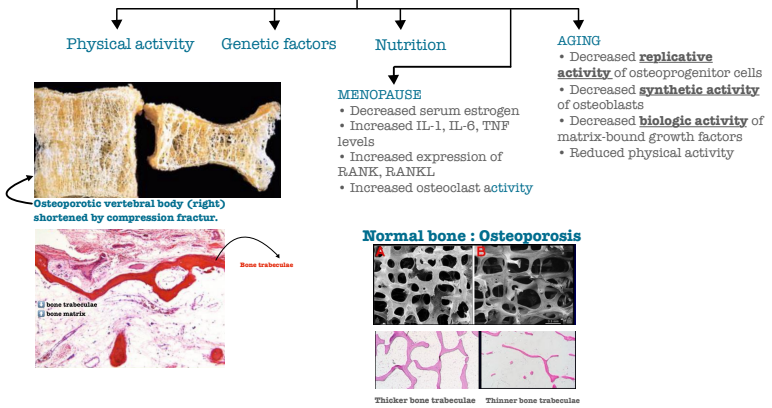 Physical activity
Genetic factors
Nutrition
MENOPAUSE
• Decreased serum estrogen
• Increased IL-1, IL-6, TNF
levels
• Increased expression of
RANK, RANKL
• Increased osteoclast activity
AGING
• Decreased replicative
activity of osteoprogenitor cells
• Decreased synthetic activity
of osteoblasts
• Decreased biologic activity of
matrix-bound growth factors
• Reduced physical activity
Osteoporotic vertebral body (right)
shortened by compression fractur.
Bone trabeculae
⬇ bone trabeculae
⬆ bone matrix
Normal bone : Osteoporosis
A
B
Thicker bone trabeculae
Thinner bone trabeculae